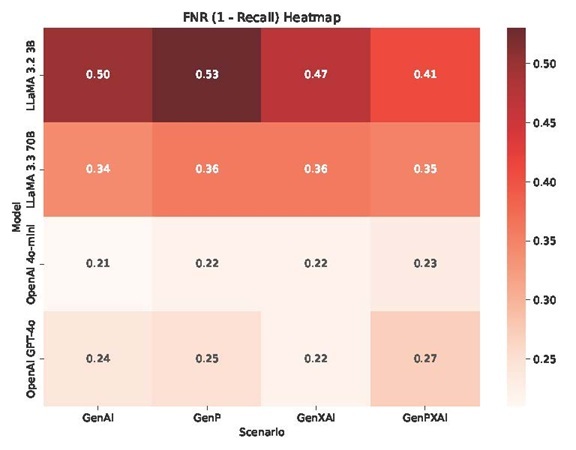 FNR (1 - Recall) Heatmap
LLaMA 3.2 3B
0.50 0.53 0.47 0.41
LLaMA 3.3 70B
0.34 0.36 0.36 0.35
OpenAI 4o-mini
0.21 0.22 0.22 0.23
OpenAI GPT-4o
0.24 0.25 0.22 0.27
Model
GenAI GenP GenXAI GenPXAI
Scenario
0.50
0.45
0.40
0.35
0.30
0.25